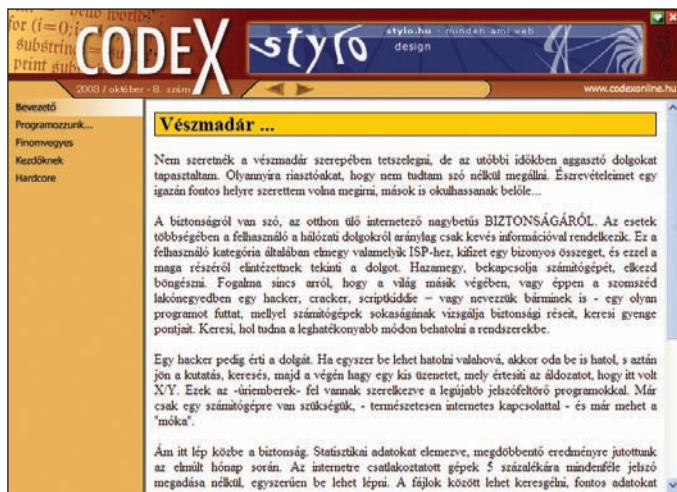 for (i=0;i
substring
print sub
CODEX
stylo
stylo.hu - minden ami web
design
2003 / október - 8. szám
www.codexonline.hu
Bevezető
Programozzunk...
Finomvegyes
Kezdőknek
Hardcore
Vészmadár ...
Nem szeretnék a vészmadár szerepében tetszelegni, de az utóbbi időkben aggasztó dolgokat
tapasztaltam. Olyannyira riasztóakat, hogy nem tudtam szó nélkül megállni. Észrevételeimet egy
igazán fontos helyre szerettem volna megírni, mások is okulhassanak belőle...
A biztonságról van szó, az otthon ülő internetező nagybetűs BIZTONSÁGÁRÓL. Az esetek
többségében a felhasználó a hálózati dolgokról aránylag csak kevés információval rendelkezik. Ez a
felhasználó kategória általában elmegy valamelyik ISP-hez, kifizet egy bizonyos összeget, és ezzel a
maga részéről elintézettnek tekinti a dolgot. Hazamegy, bekapcsolja számítógépét, elkezd
böngészni. Fogalma sincs arról, hogy a világ másik végében, vagy éppen a szomszéd
lakónegyedben egy hacker, cracker, scriptkiddie – vagy nevezzük bárminek is - egy olyan
programot futtat, mellyel számítógépek sokaságának vizsgálja biztonsági réseit, keresi gyenge
pontjait. Keresi, hol tudna a leghatékonyabb módon behatolni a rendszerekbe.
Egy hacker pedig érti a dolgát. Ha egyszer be lehet hatolni valahová, akkor oda be is hatol, s aztán
jön a kutatás, keresés, majd a végén hagy egy kis üzenetet, mely értesíti az áldozatot, hogy itt volt
X/Y. Ezek az -úriemberek- fel vannak szerelkezve a legújabb jelszófeltörő programokkal. Már
csak egy számítógépre van szükségük, - természetesen internetes kapcsolattal - és már mehet a
"móka".
Ám itt lép közbe a biztonság. Statisztikai adatokat elemezve, megdöbbentő eredményre jutottunk
az elmúlt hónap során. Az internetre csatlakoztatott gépek 5 százalékára mindenféle jelszó
megadása nélkül, egyszerűen be lehet lépni. A fájlok között lehet keresgélni, fontos adatokat